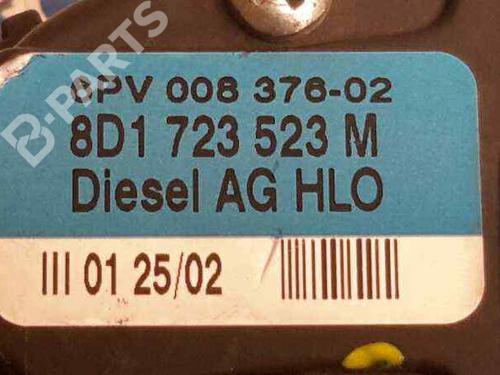 B-PARTS
6PV 008 376-02
8D1 723 523 M
Diesel AG HLO
III 01 25/02